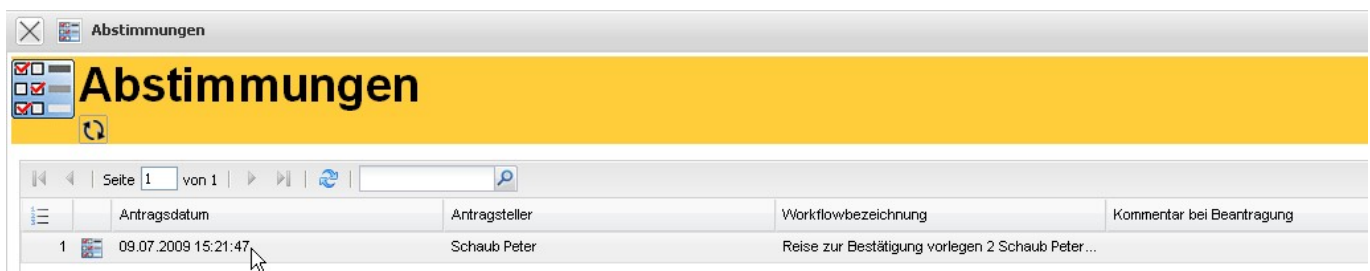 Abstimmungen
Abstimmungen
Seite 1 von 1
Antragsdatum Antragsteller Workflowbezeichnung Kommentar bei Beantragung
1 09.07.2009 15:21:47 Schaub Peter Reise zur Bestätigung vorlegen 2 Schaub Peter...